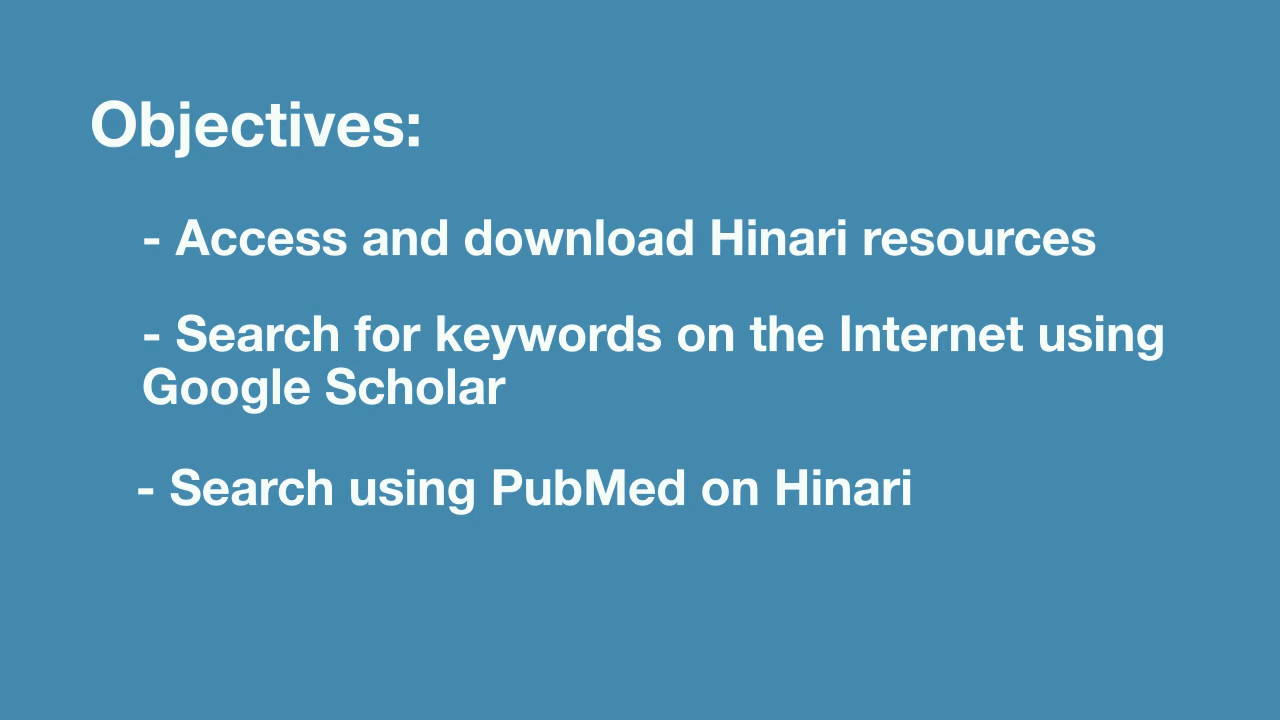 Objectives:
- Access and download Hinari resources
- Search for keywords on the Internet using
Google Scholar
- Search using PubMed on Hinari